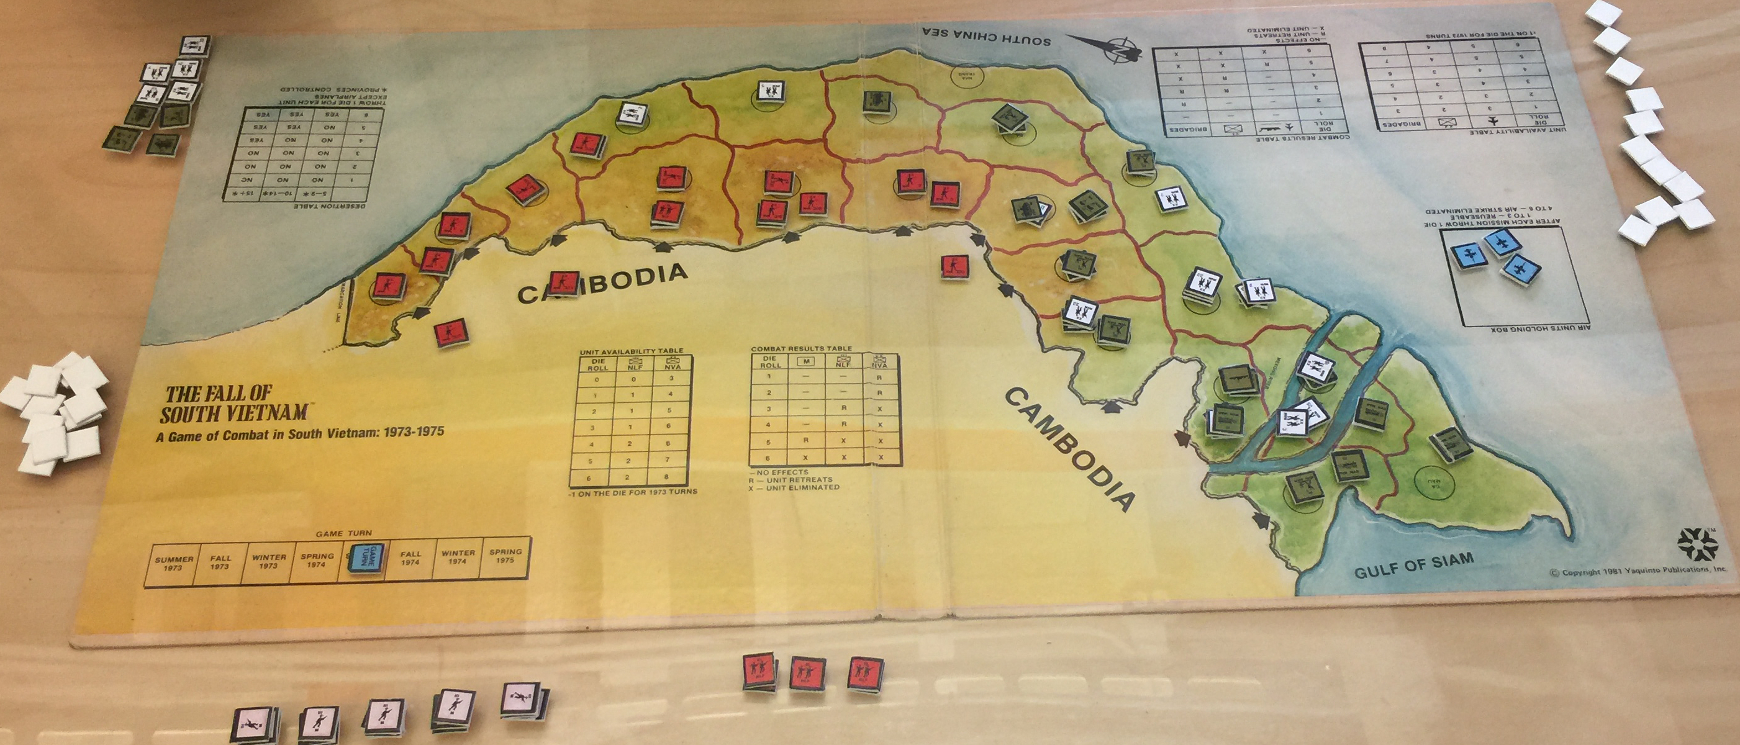 SOUTH CHINA SEA
COMBAT RESULTS TABLE
DIE ROLL
BRIGADES
— NO EFFECTS
R — UNIT RETREATS
X — UNIT ELIMINATED
UNIT AVAILABILITY TABLE
DIE ROLL
BRIGADES
-1 ON THE DIE FOR 1973 TURNS
DESERTION TABLE
5—9* 10—14* 15+*
1 NO NO NO
2 NO NO NO
3 NO NO NO
4 NO NO YES
5 NO YES YES
6 YES YES YES
THROW 1 DIE FOR EACH UNIT
EXCEPT AIRPLANES
PROVINCES CONTROLLED
AIR UNITS HOLDING BOX
AFTER EACH MISSION THROW 1 DIE
1 TO 3 – REUSEABLE
4 TO 6 – AIR STRIKE ELIMINATED
CAMBODIA
CAMBODIA
GULF OF SIAM
THE FALL OF
SOUTH VIETNAM™
A Game of Combat in South Vietnam: 1973-1975
UNIT AVAILABILITY TABLE
DIE ROLL NLF NVA
0 0 3
1 1 4
2 1 5
3 1 6
4 2 6
5 2 7
6 2 8
-1 ON THE DIE FOR 1973 TURNS
COMBAT RESULTS TABLE
DIE ROLL M NLF NVA
1 — — R
2 — — R
3 — R X
4 — R X
5 R X X
6 X X X
— NO EFFECTS
R — UNIT RETREATS
X — UNIT ELIMINATED
GAME TURN
SUMMER 1973
FALL 1973
WINTER 1973
SPRING 1974
GAME TURN
FALL 1974
WINTER 1974
SPRING 1975
TM
© Copyright 1981 Yaquinto Publications, Inc.